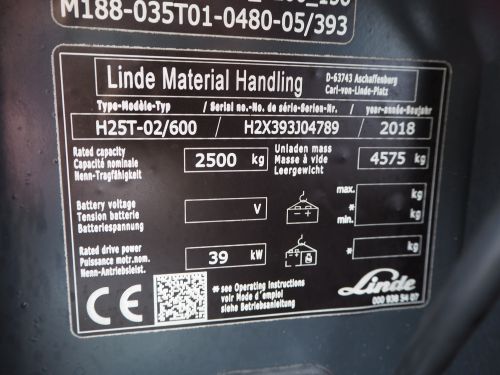 M188-035T01-0480-05/393
Linde Material Handling
D-63743 Aschaffenburg
Carl-von-Linde-Platz
Type-Modèle-Typ / Serial no.-No. de série-Serien-Nr. / year-année-Baujahr
H25T-02/600 / H2X393J04789 / 2018
Rated capacity
Capacité nominale
Nenn-Tragfähigkeit
2500 kg
Unladen mass
Masse à vide
Leergewicht
4575 kg
Battery voltage
Tension batterie
Batteriespannung
V
max. kg
*
min. kg
Rated drive power
Puissance motr.nom.
Nenn-Antriebsleist.
39 kW
* kg
CE
* see Operating Instructions
voir Mode d'emploi
siehe Betriebsanleitung
Linde
000 938 34 07